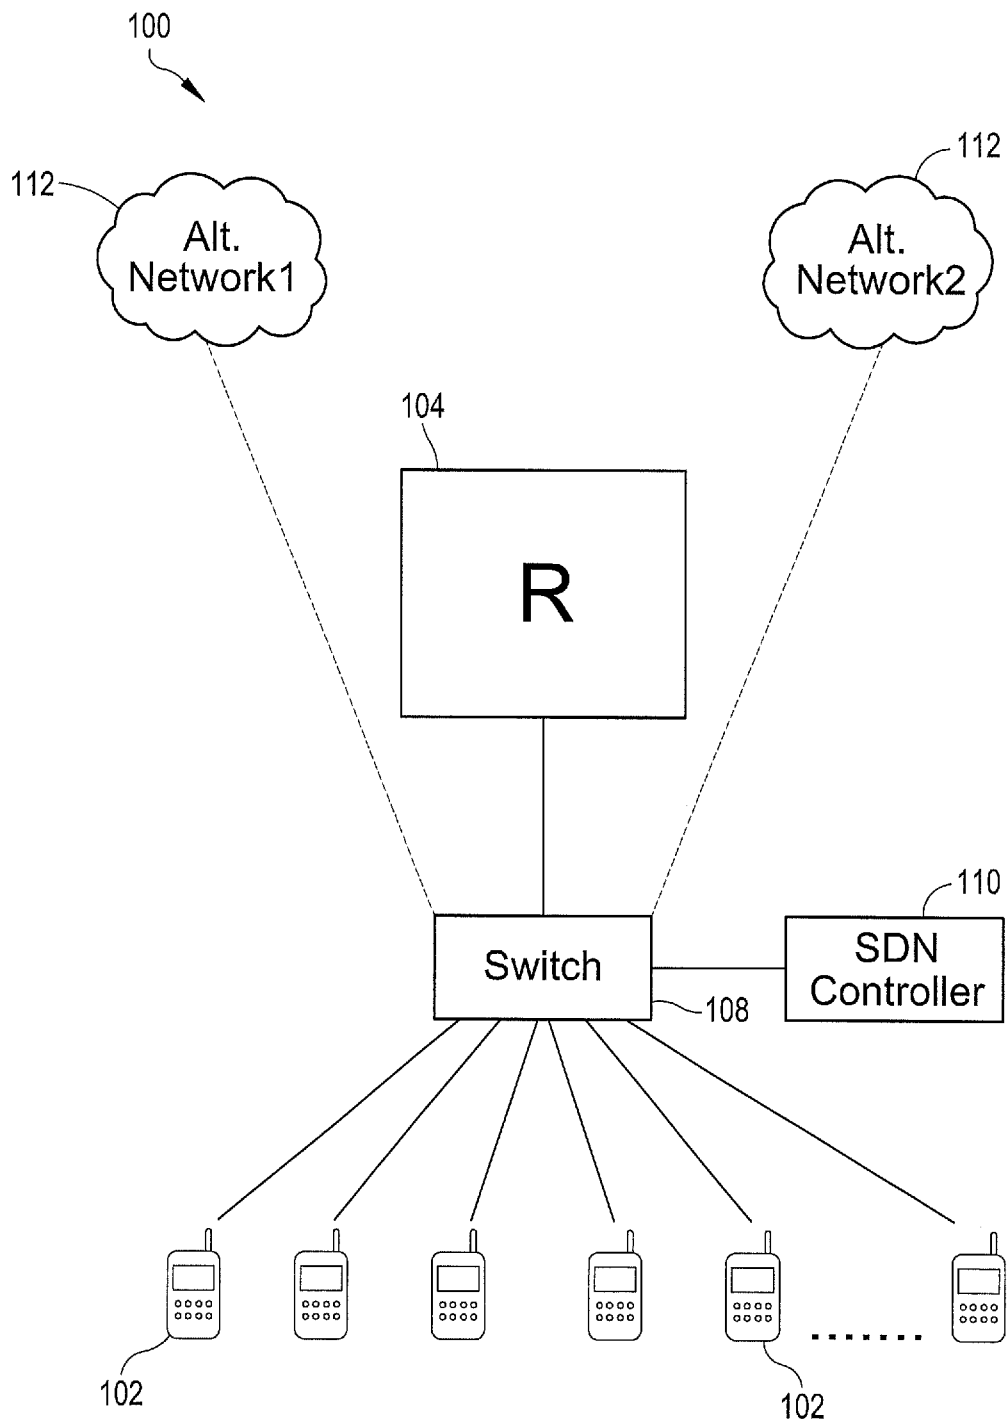 100
112
Alt.
Network1
112
Alt.
Network2
104
R
110
Switch
SDN
Controller
108
102
102